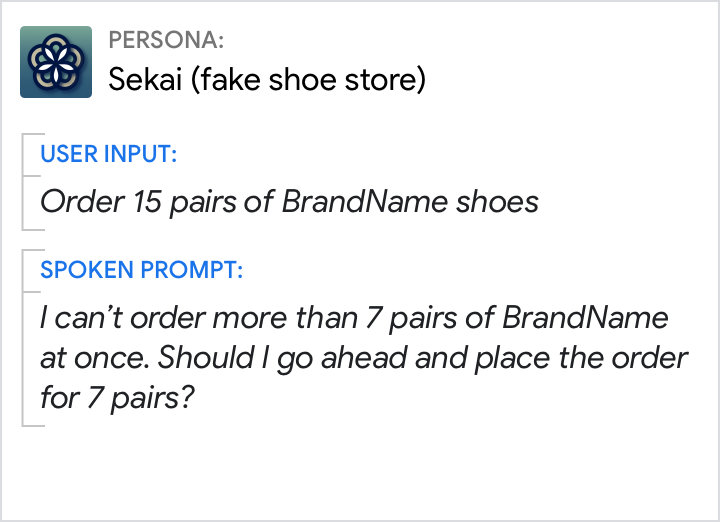 PERSONA:
Sekai (fake shoe store)
USER INPUT:
Order 15 pairs of BrandName shoes
SPOKEN PROMPT:
I can’t order more than 7 pairs of BrandName
at once. Should I go ahead and place the order
for 7 pairs?